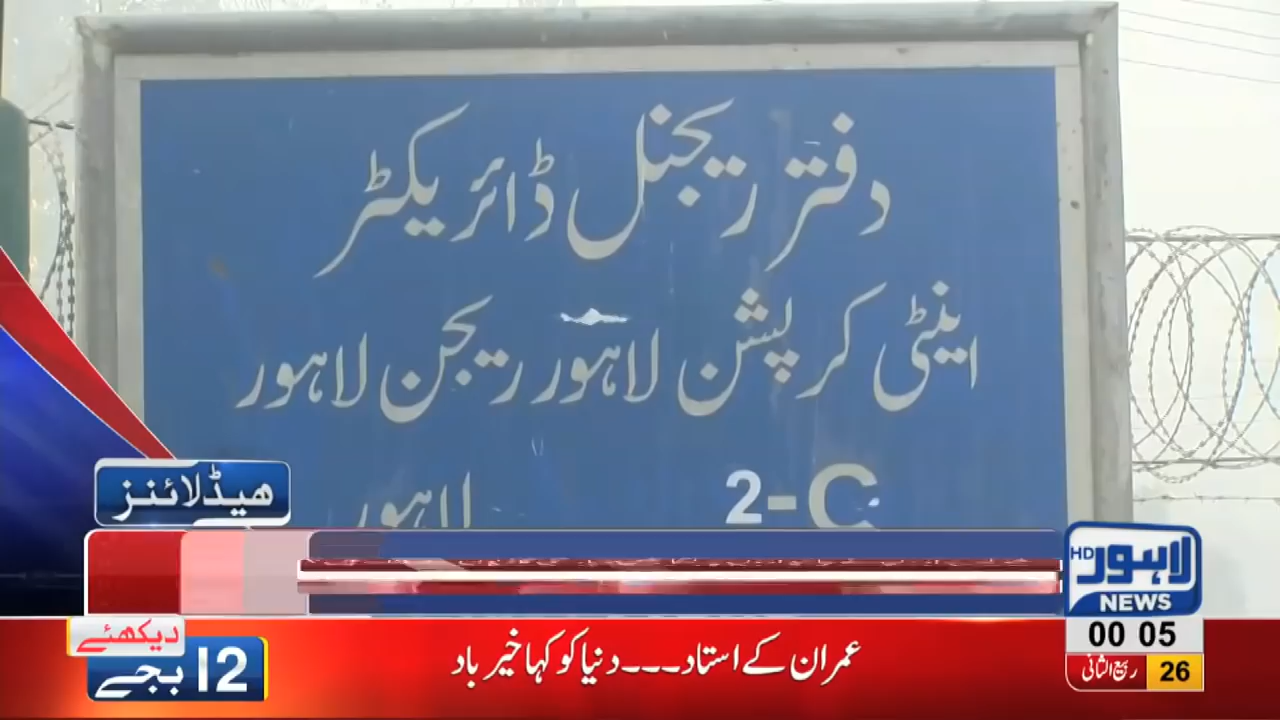 دفتر ریجنل ڈائریکٹر
اینٹی کرپشن لاہور ریجن لاہور
2-C لاہور
ہیڈلائنز
لاہور HD
NEWS
00 05
26 ربیع الثانی
دیکھئے
12 بجے
عمران کے استاد۔۔۔دنیا کو کہا خیر باد